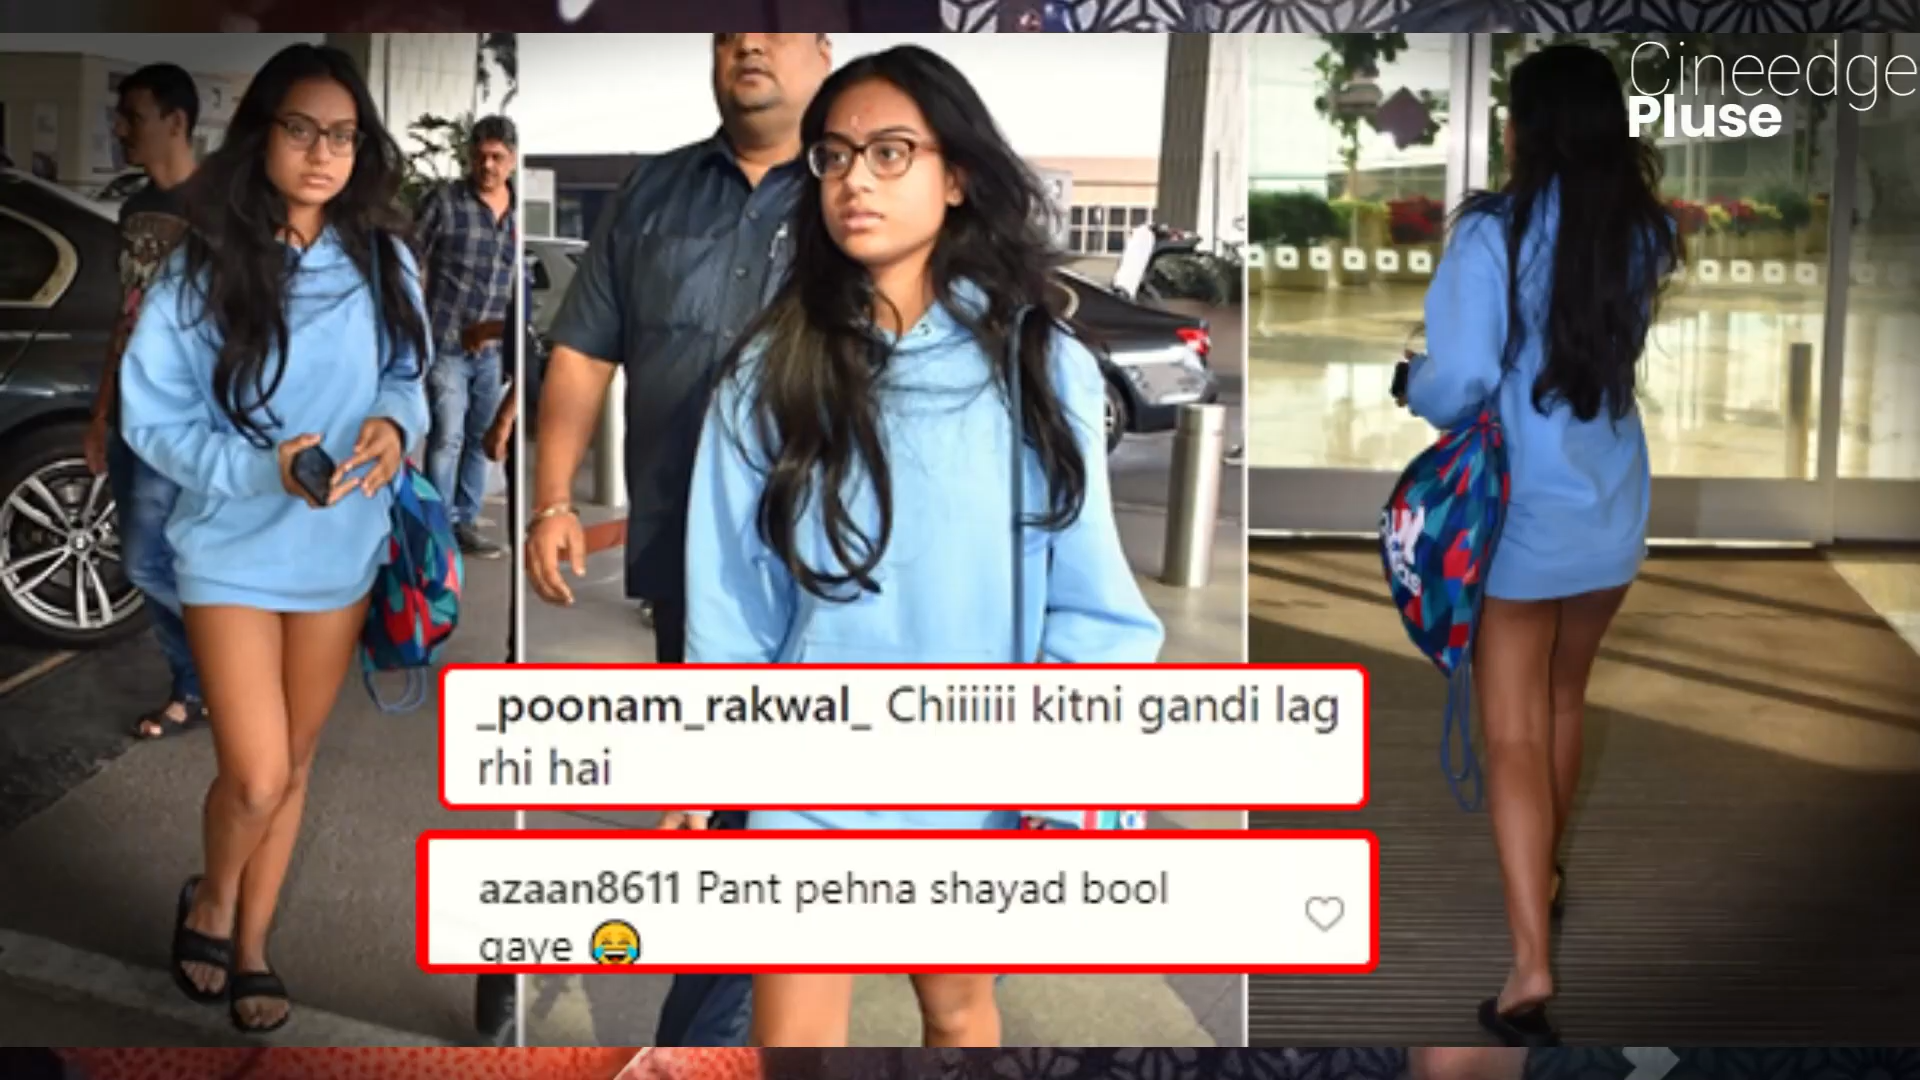 Cineedge
Pluse
_poonam_rakwal_ Chiiiiii kitni gandi lag
rhi hai
azaan8611 Pant pehna shayad bool
gaye 😂